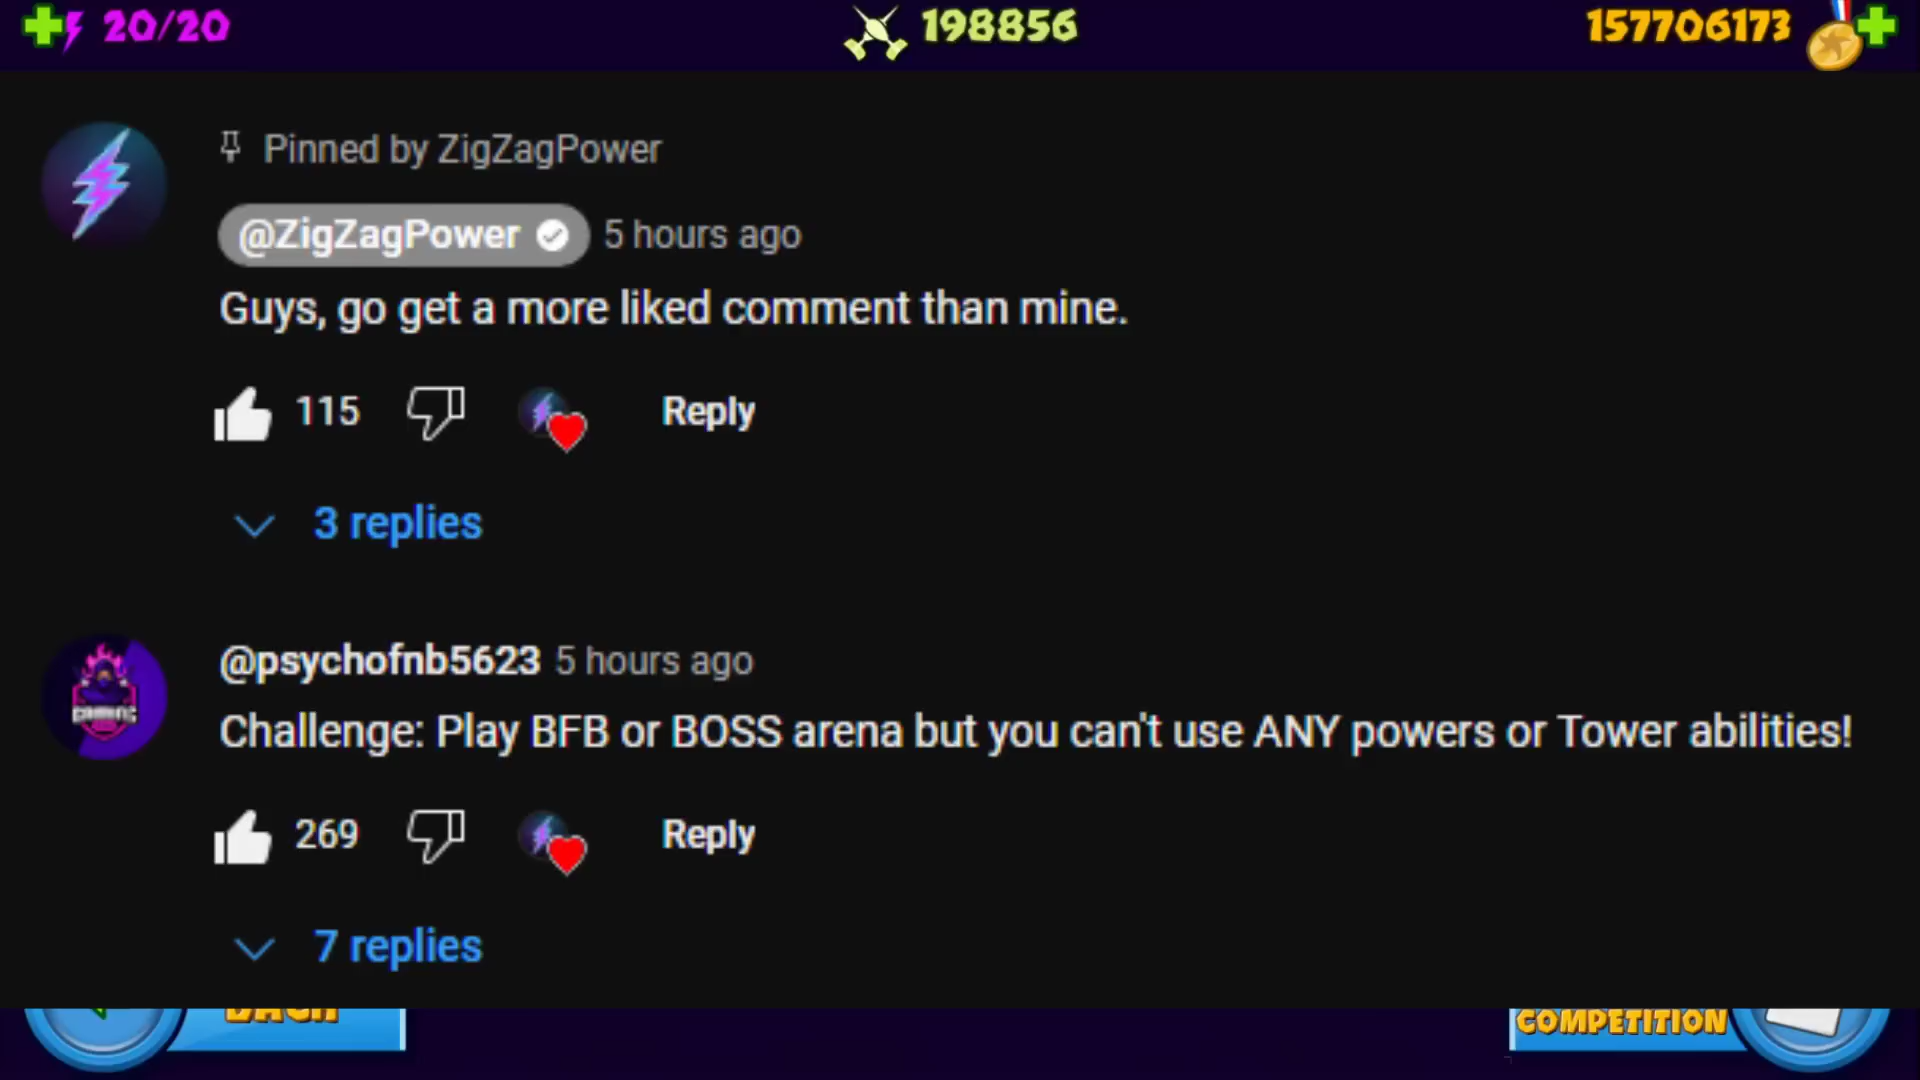 20/20
198856
157706173
Pinned by ZigZagPower
@ZigZagPower 5 hours ago
Guys, go get a more liked comment than mine.
115 Reply
3 replies
GAMING
@psychofnb5623 5 hours ago
Challenge: Play BFB or BOSS arena but you can't use ANY powers or Tower abilities!
269 Reply
7 replies
BACK
COMPETITION